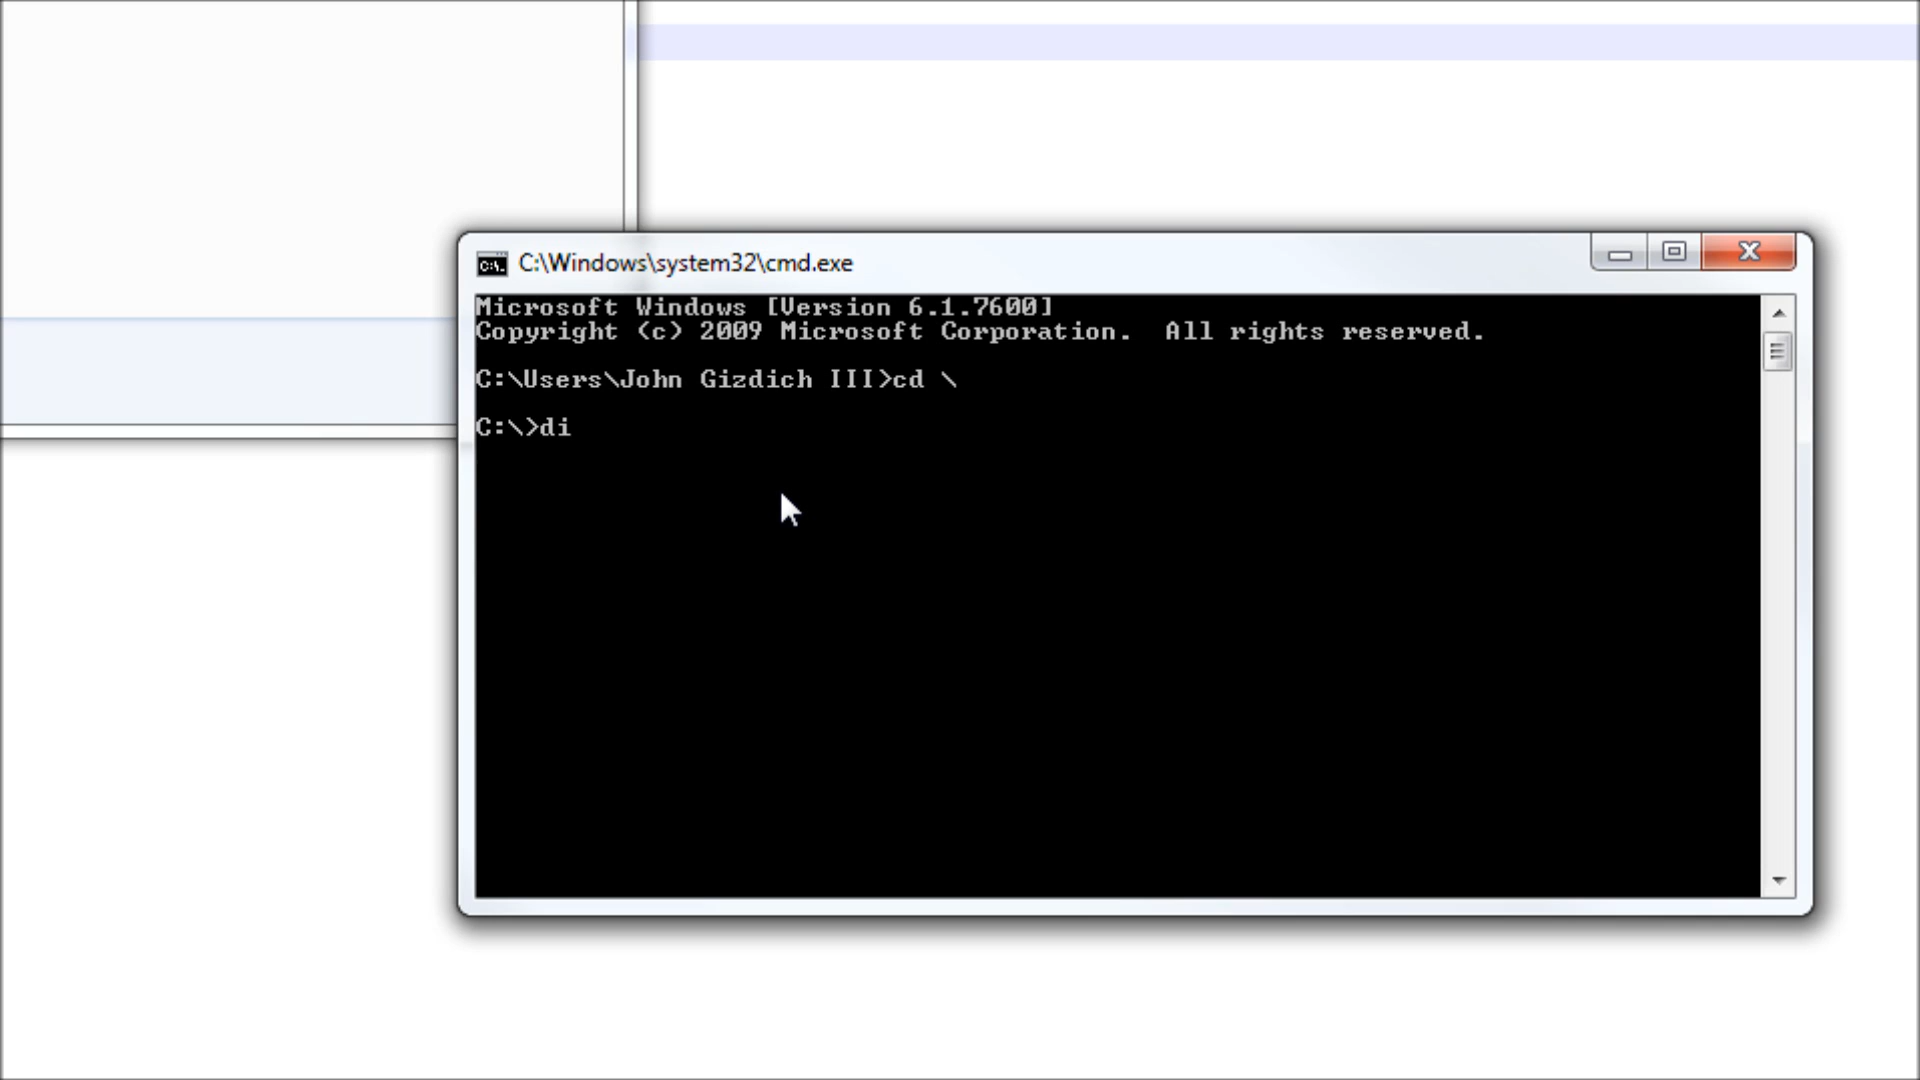 C:\Windows\system32\cmd.exe
Microsoft Windows [Version 6.1.7600]
Copyright (c) 2009 Microsoft Corporation.  All rights reserved.
C:\Users\John Gizdich III>cd \
C:\>di